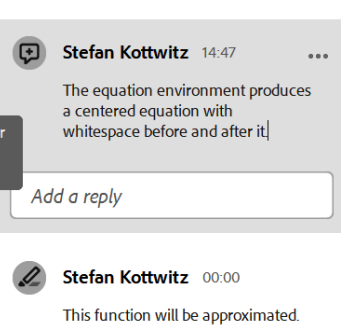 Stefan Kottwitz 14:47
The equation environment produces
a centered equation with
whitespace before and after it.
r
Add a reply
Stefan Kottwitz 00:00
This function will be approximated.